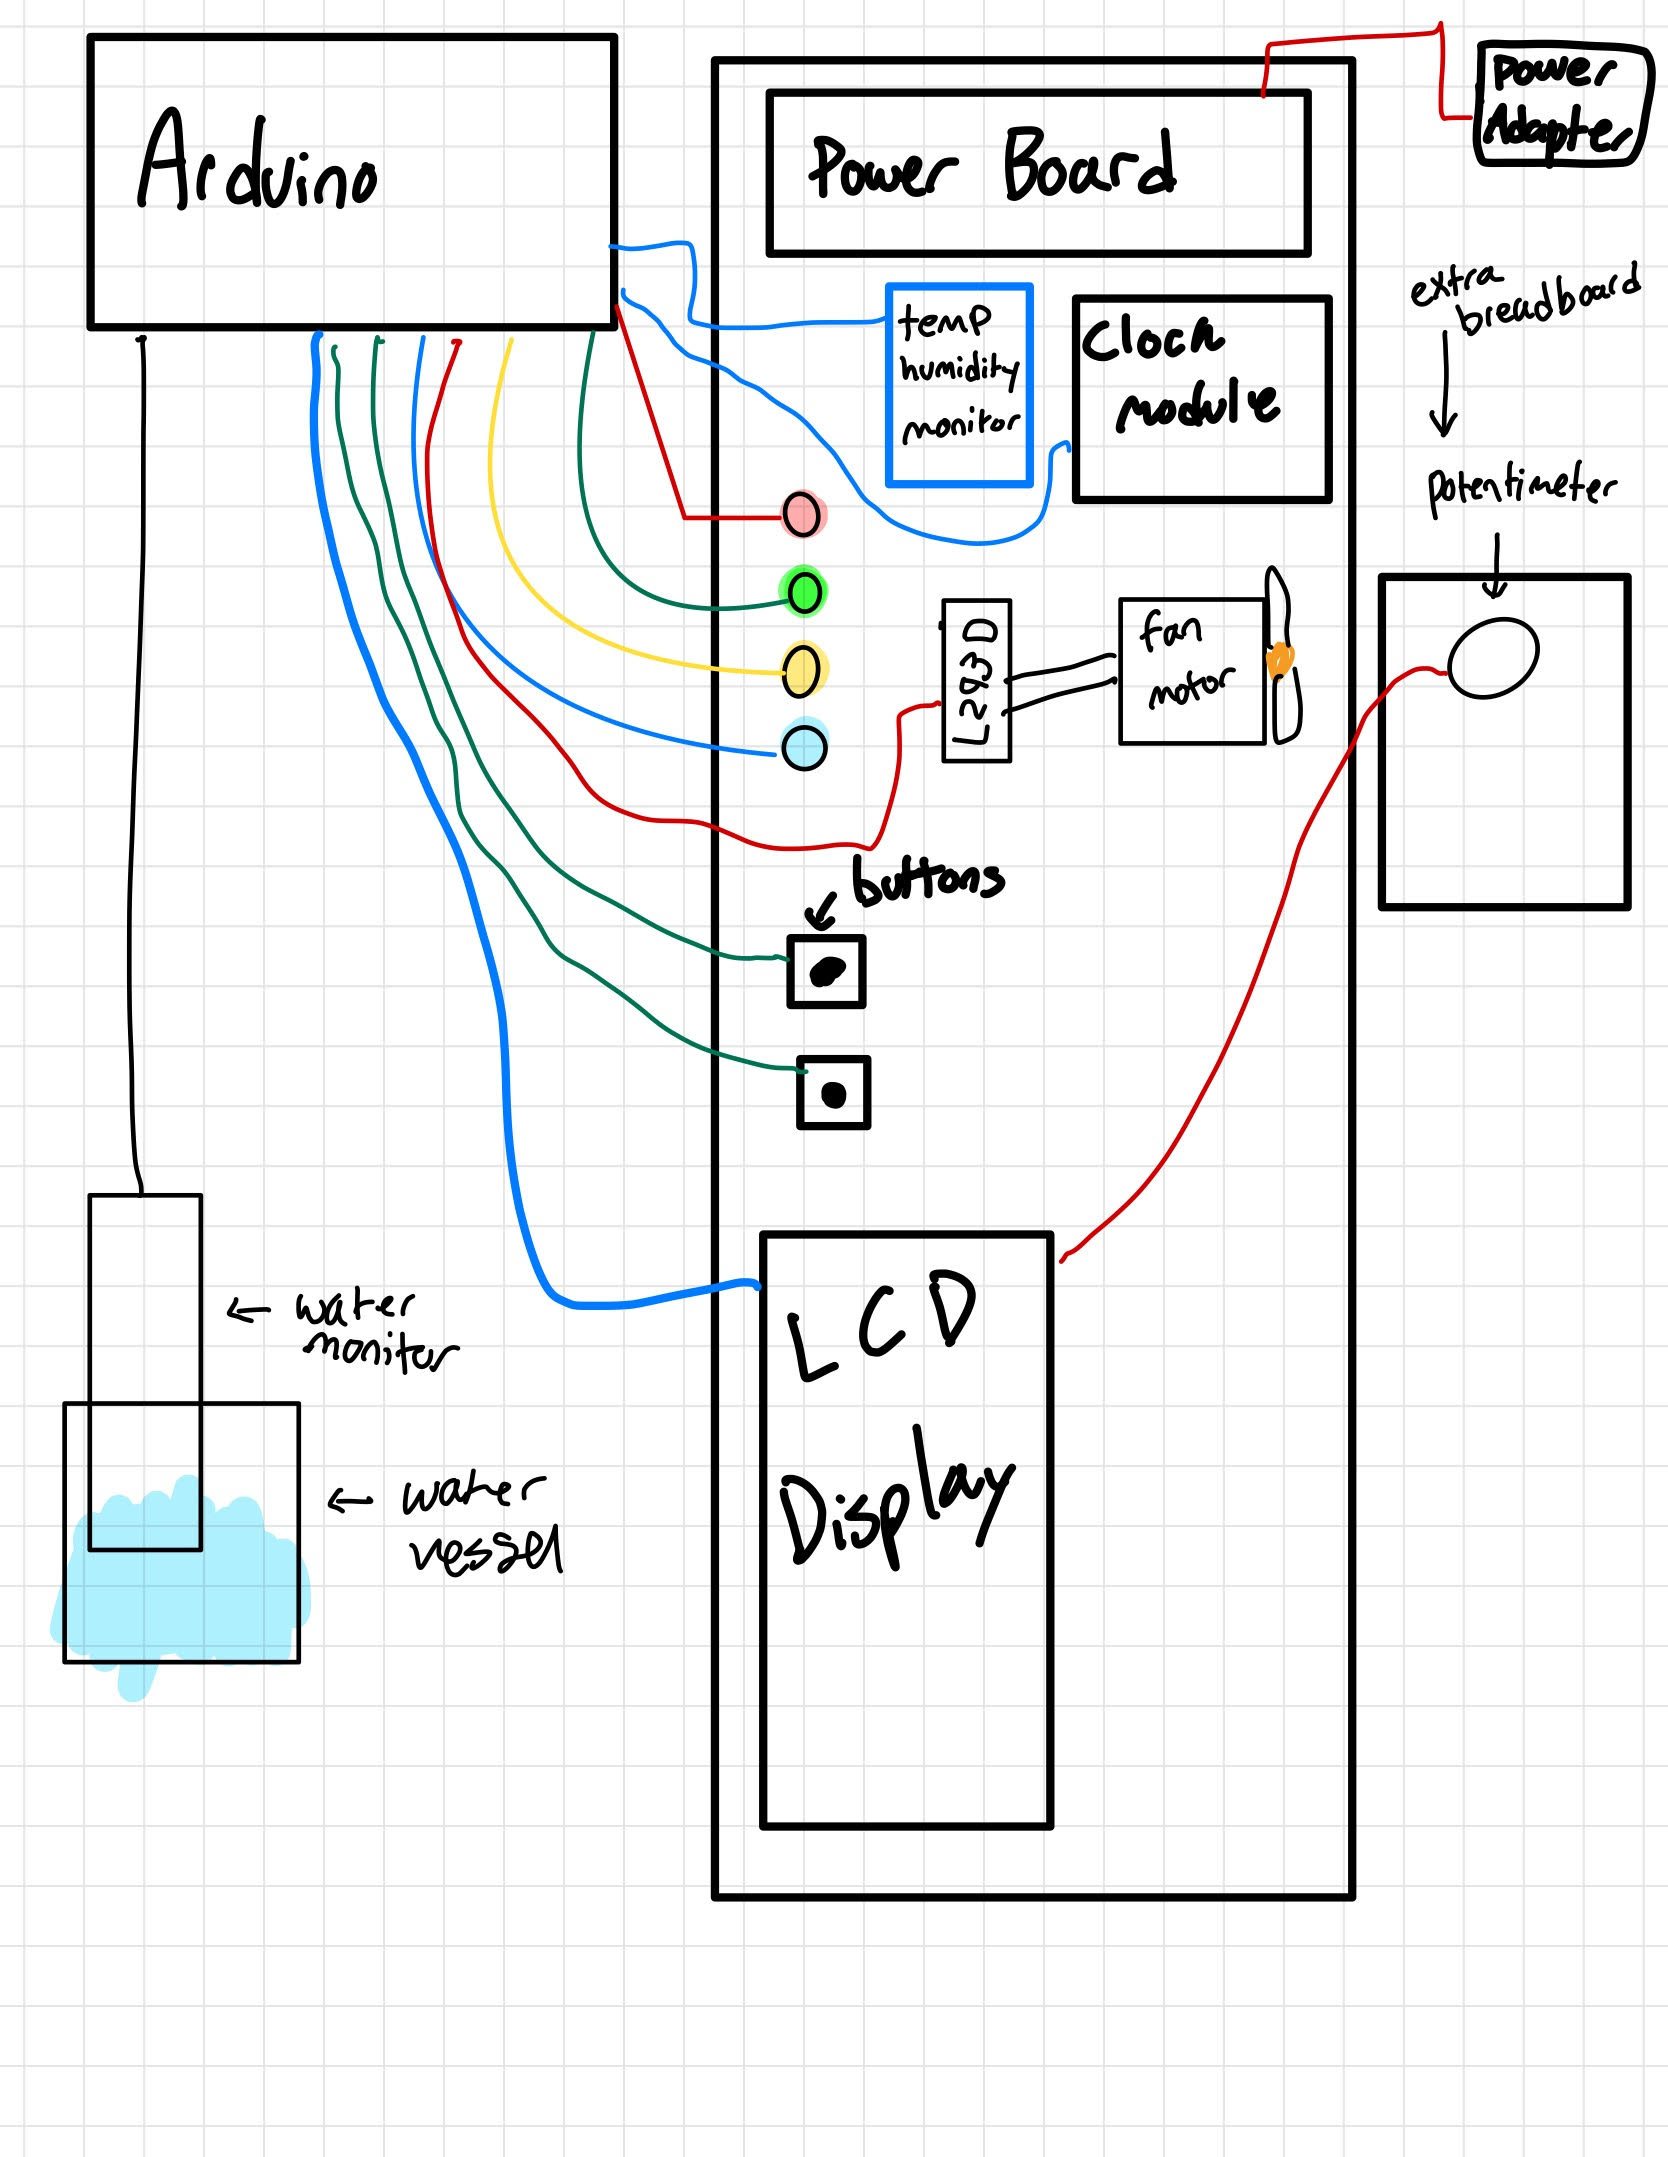 Arduino
Power Board
Power
Adapter
temp
humidity
monitor
Clock
module
extra
breadboard
potentimeter
L293D
fan
motor
buttons
water
monitor
water
vessel
LCD
Display